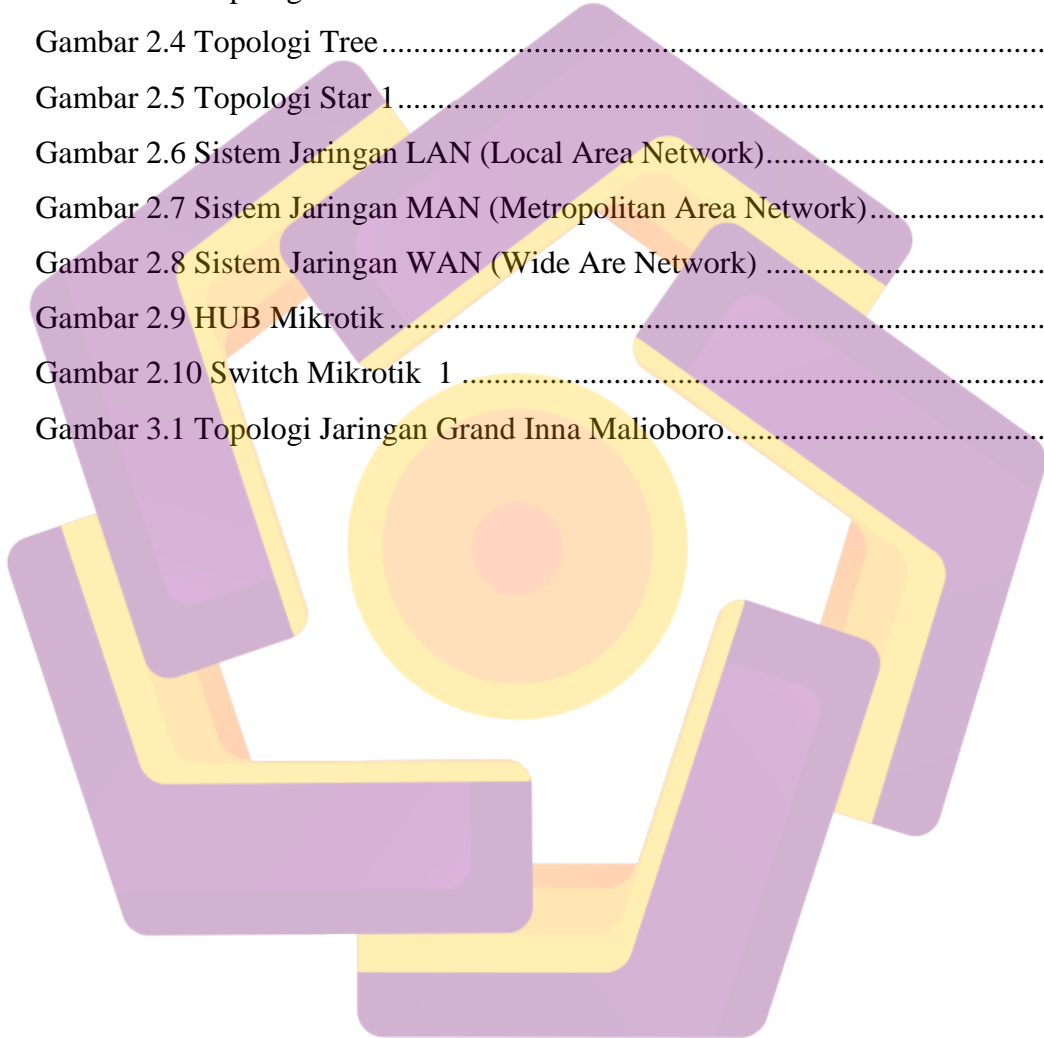 Gambar 2.4 Topologi Tree........................................................................................
Gambar 2.5 Topologi Star 1.....................................................................................
Gambar 2.6 Sistem Jaringan LAN (Local Area Network)......................................
Gambar 2.7 Sistem Jaringan MAN (Metropolitan Area Network)........................
Gambar 2.8 Sistem Jaringan WAN (Wide Are Network) .....................................
Gambar 2.9 HUB Mikrotik .......................................................................................
Gambar 2.10 Switch Mikrotik  1 .............................................................................
Gambar 3.1 Topologi Jaringan Grand Inna Malioboro...........................................